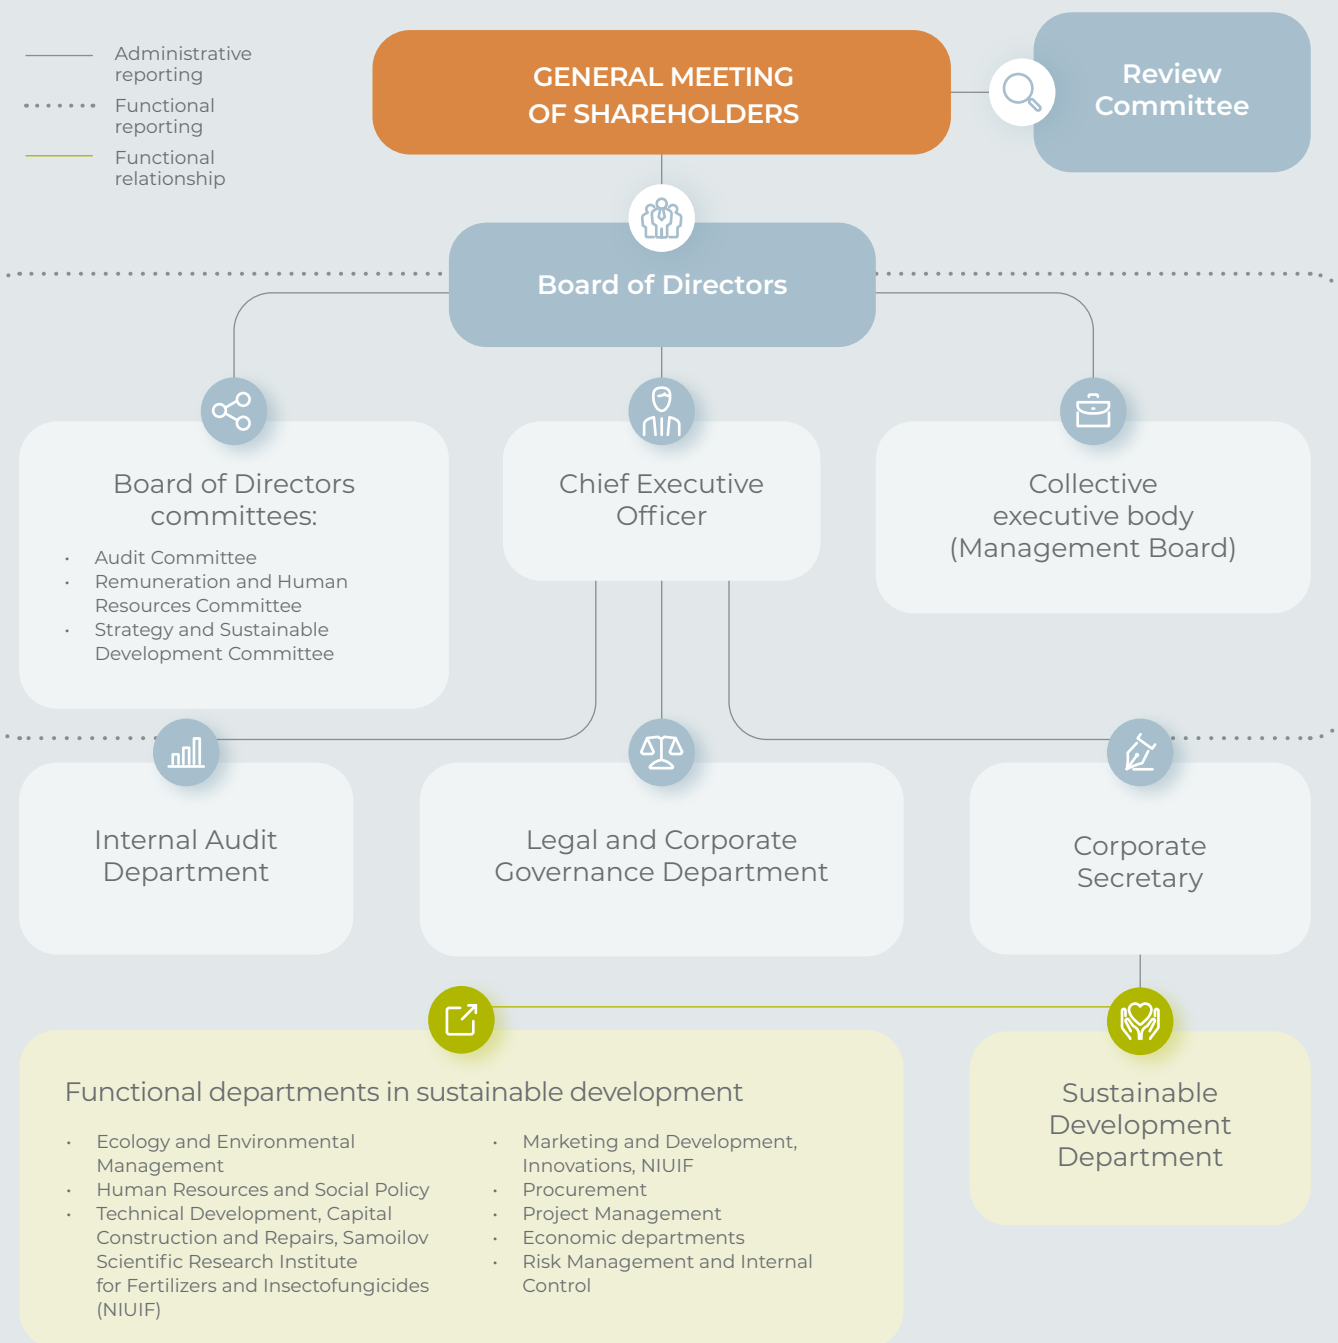 Administrative
reporting
Functional
reporting
Functional
relationship
GENERAL MEETING
OF SHAREHOLDERS
Review
Committee
Board of Directors
Board of Directors
committees:
• Audit Committee
• Remuneration and Human
Resources Committee
• Strategy and Sustainable
Development Committee
Chief Executive
Officer
Collective
executive body
(Management Board)
Internal Audit
Department
Legal and Corporate
Governance Department
Corporate
Secretary
Functional departments in sustainable development
• Ecology and Environmental
Management
• Human Resources and Social Policy
• Technical Development, Capital
Construction and Repairs, Samoilov
Scientific Research Institute
for Fertilizers and Insectofungicides
(NIUIF)
• Marketing and Development,
Innovations, NIUIF
• Procurement
• Project Management
• Economic departments
• Risk Management and Internal
Control
Sustainable
Development
Department